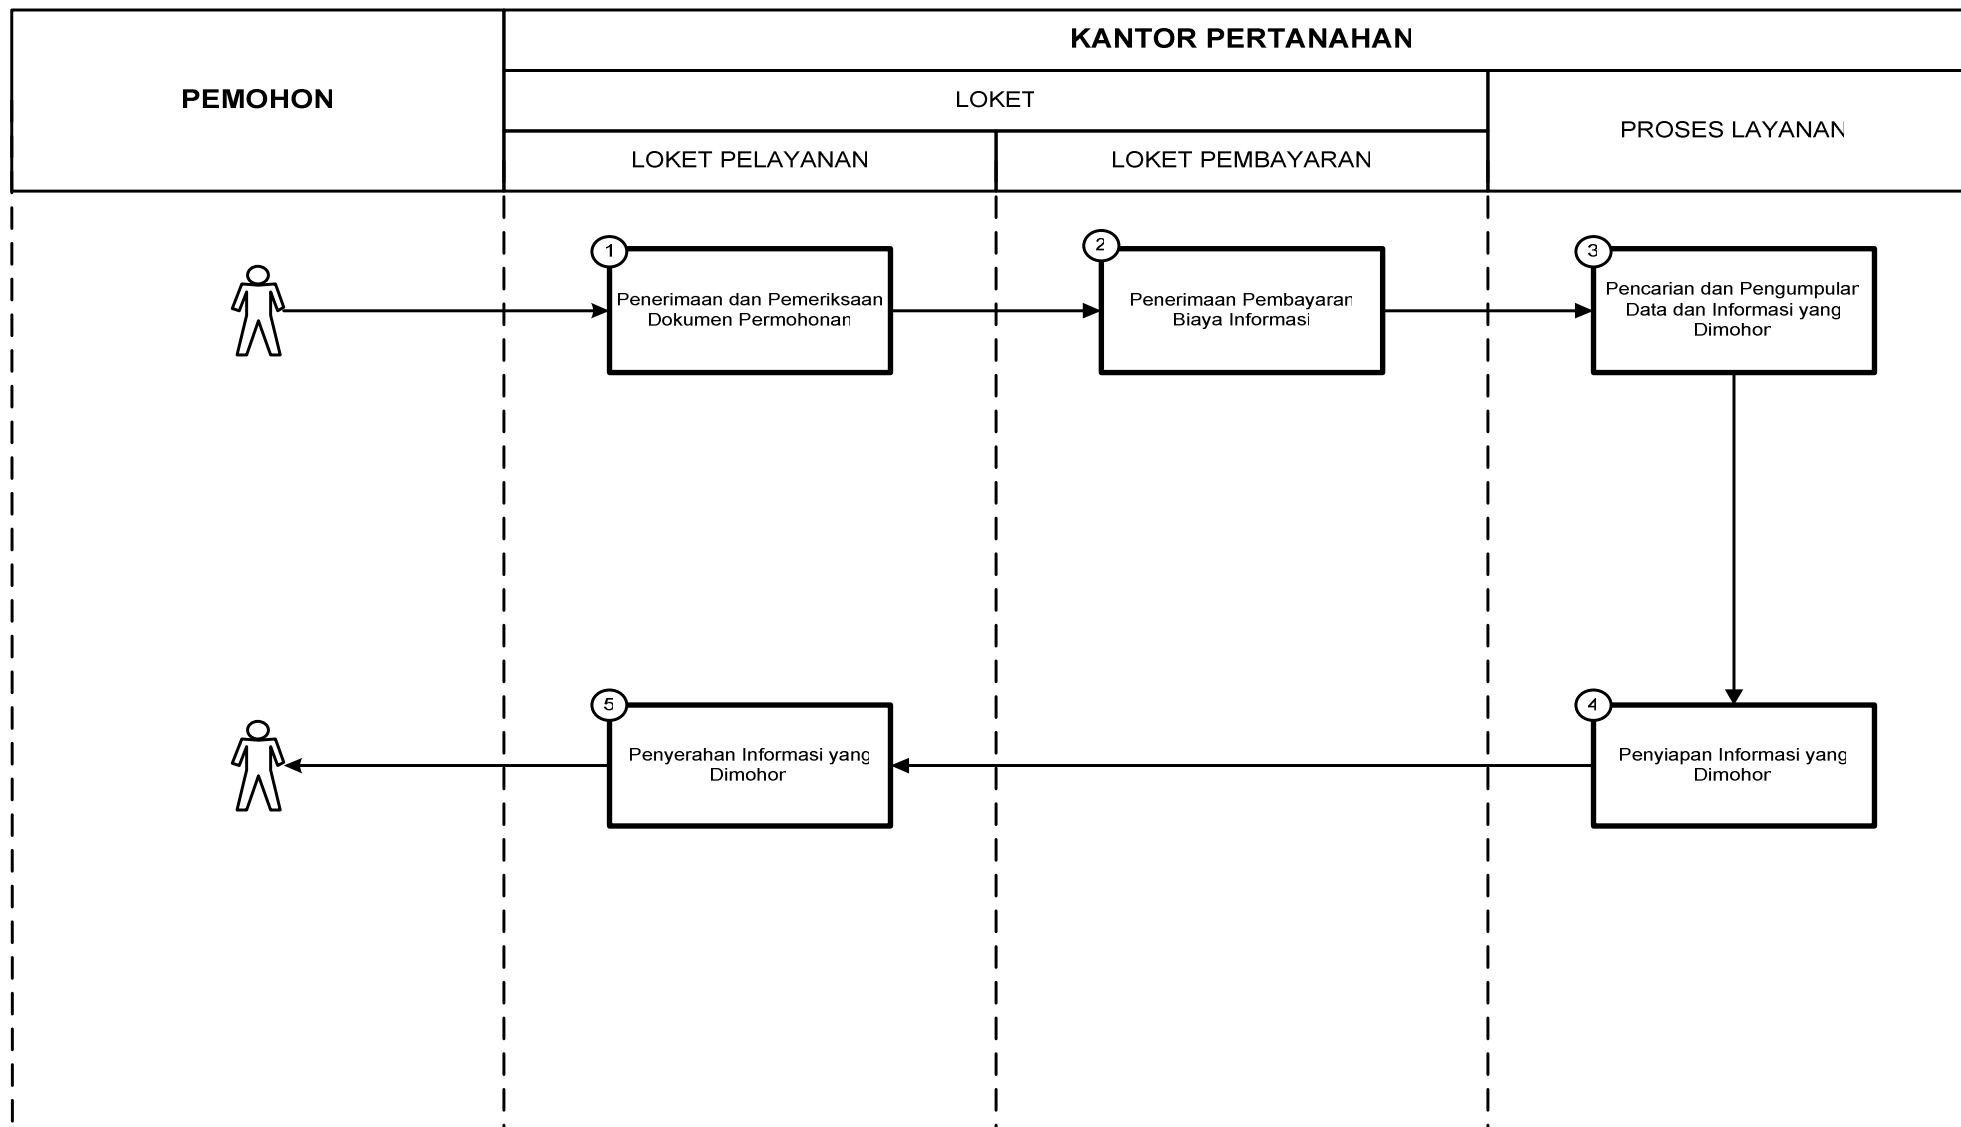 KANTOR PERTANAHAN
PEMOHON
LOKET
PROSES LAYANAN
LOKET PELAYANAN
LOKET PEMBAYARAN
1
Penerimaan dan Pemeriksaan
Dokumen Permohonan
2
Penerimaan Pembayaran
Biaya Informasi
3
Pencarian dan Pengumpulan
Data dan Informasi yang
Dimohon
4
Penyiapan Informasi yang
Dimohon
5
Penyerahan Informasi yang
Dimohon